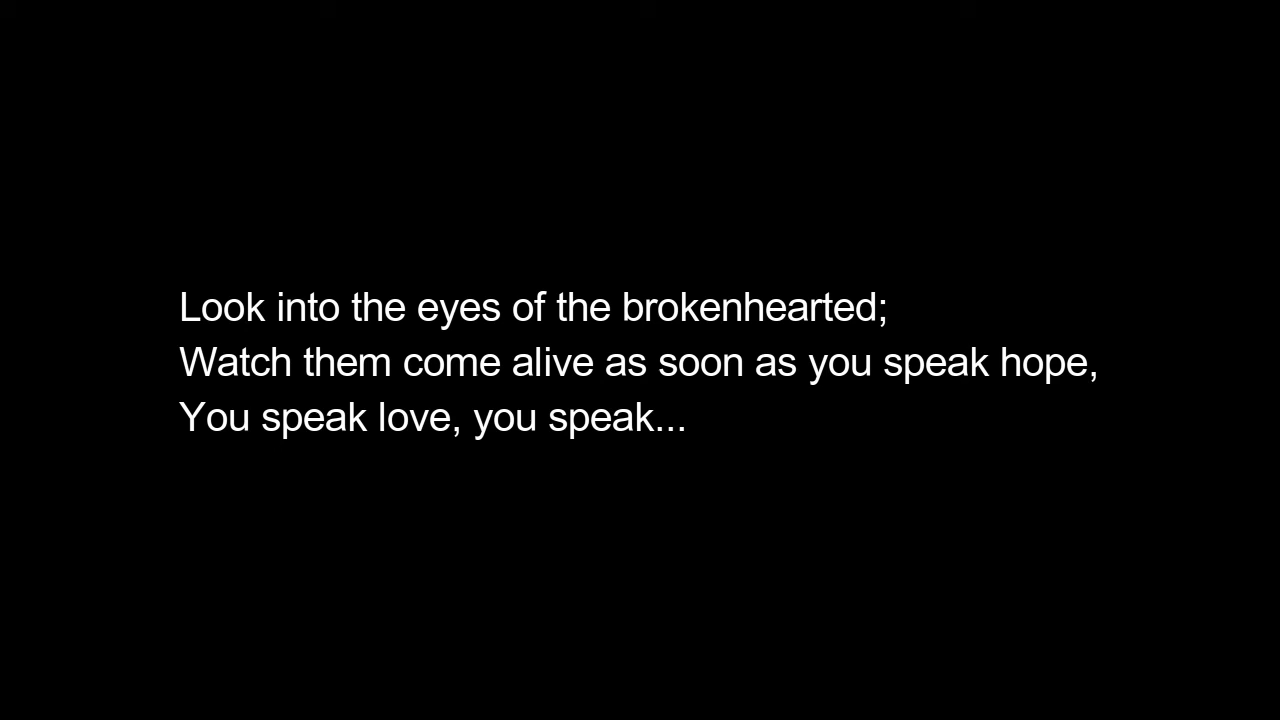 Look into the eyes of the brokenhearted;
Watch them come alive as soon as you speak hope,
You speak love, you speak...